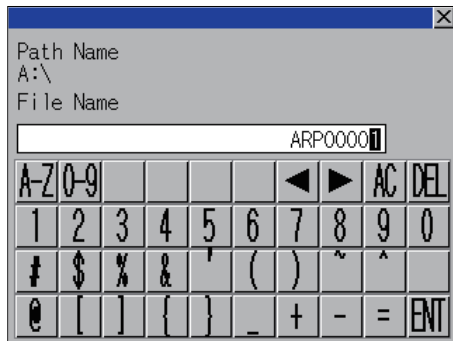 Path Name
A:\
File Name
ARP00001
A-Z 0-9 ◀ ▶ AC DEL
1 2 3 4 5 6 7 8 9 0
# $ % & ' ( ) ~ ^
@ [ ] { } _ + - = ENT